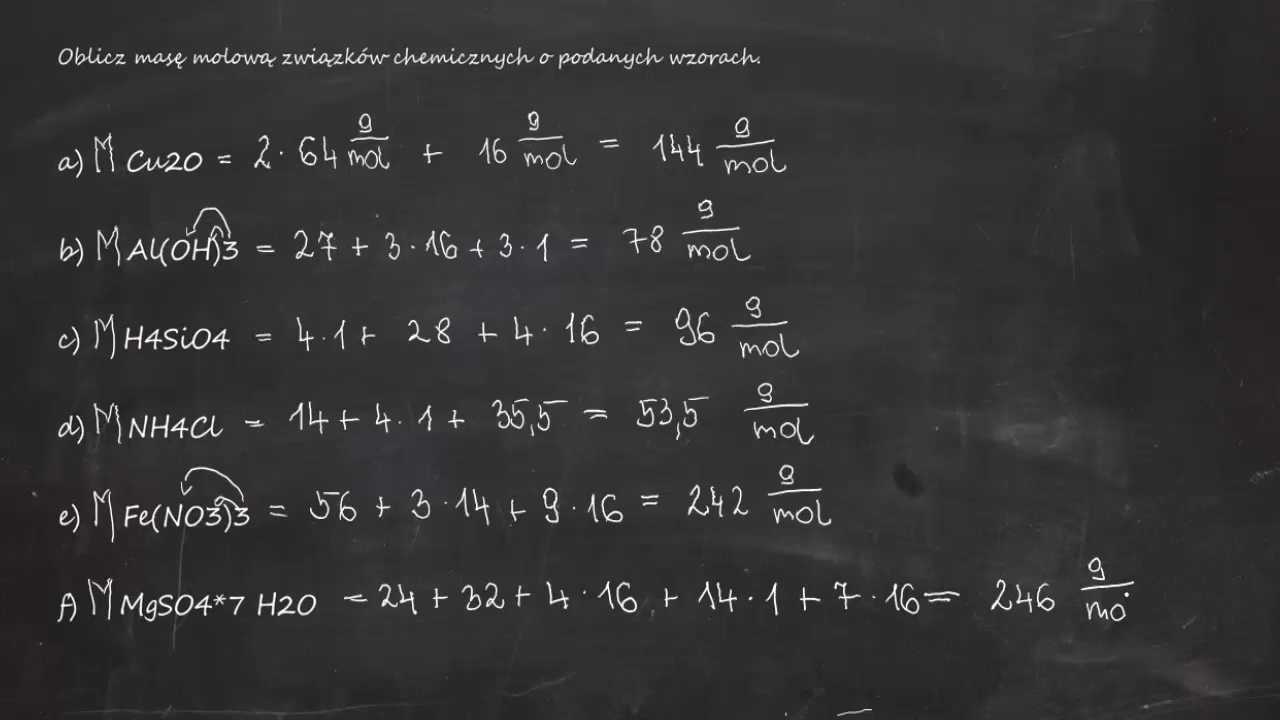 Oblicz masę molową związków chemicznych o podanych wzorach.
a) M Cu2O = 2 · 64 g/mol + 16 g/mol = 144 g/mol
b) M Al(OH)3 = 27 + 3 · 16 + 3 · 1 = 78 g/mol
c) M H4SiO4 = 4 · 1 + 28 + 4 · 16 = 96 g/mol
d) M NH4Cl = 14 + 4 · 1 + 35,5 = 53,5 g/mol
e) M Fe(NO3)3 = 56 + 3 · 14 + 9 · 16 = 242 g/mol
f) M MgSO4*7 H2O = 24 + 32 + 4 · 16 + 14 · 1 + 7 · 16 = 246 g/mo